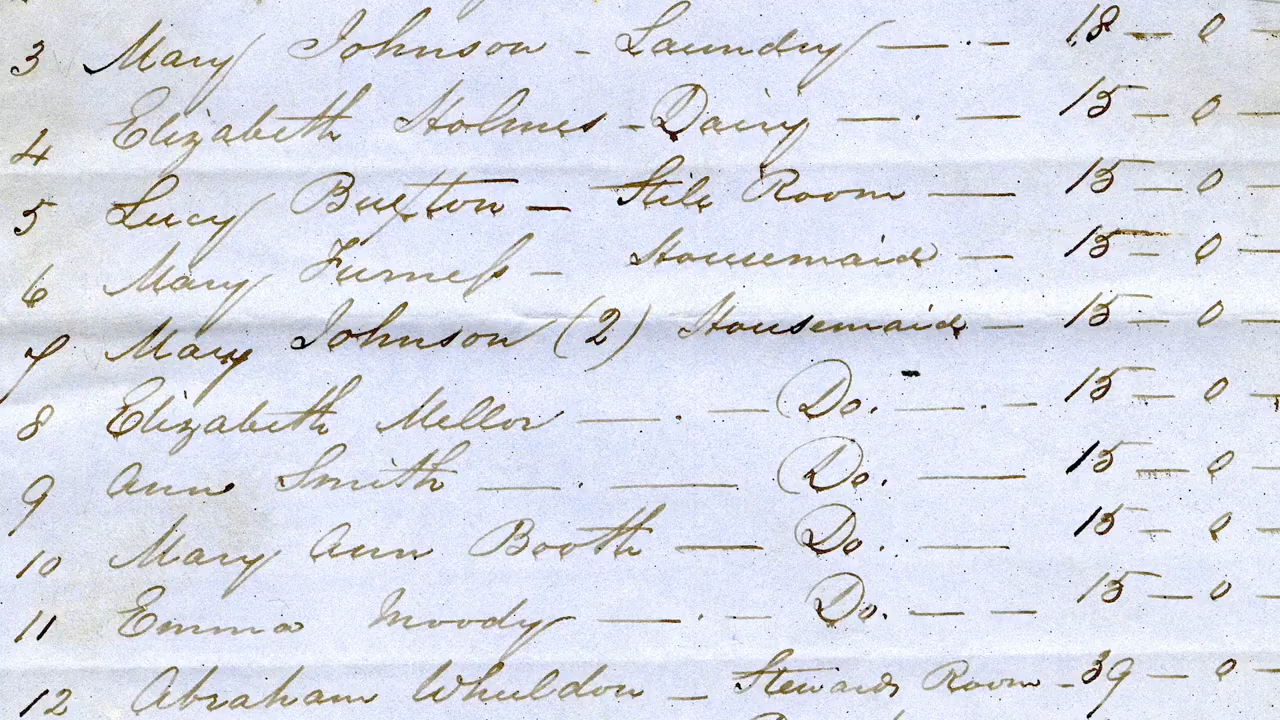 3 Mary Johnson - Laundry — . - 18 — 0 -
4 Elizabeth Holmes - Dairy — . — 15 — 0 —
5 Lucy Buxton — Still Room — 15 — 0 —
6 Mary Furneſs - Housemaid — 15 — 0 —
7 Mary Johnson (2) Housemaid — 15 — 0 —
8 Elizabeth Mellor — . — Do. — . — 15 — 0 —
9 Ann Smith — . — Do. — 15 — 0 —
10 Mary Ann Booth — Do. — 15 — 0 —
11 Emma Moody — . — Do. — — 15 — 0 —
12 Abraham Wheeldon — Stewards Room - 39 — 0 —